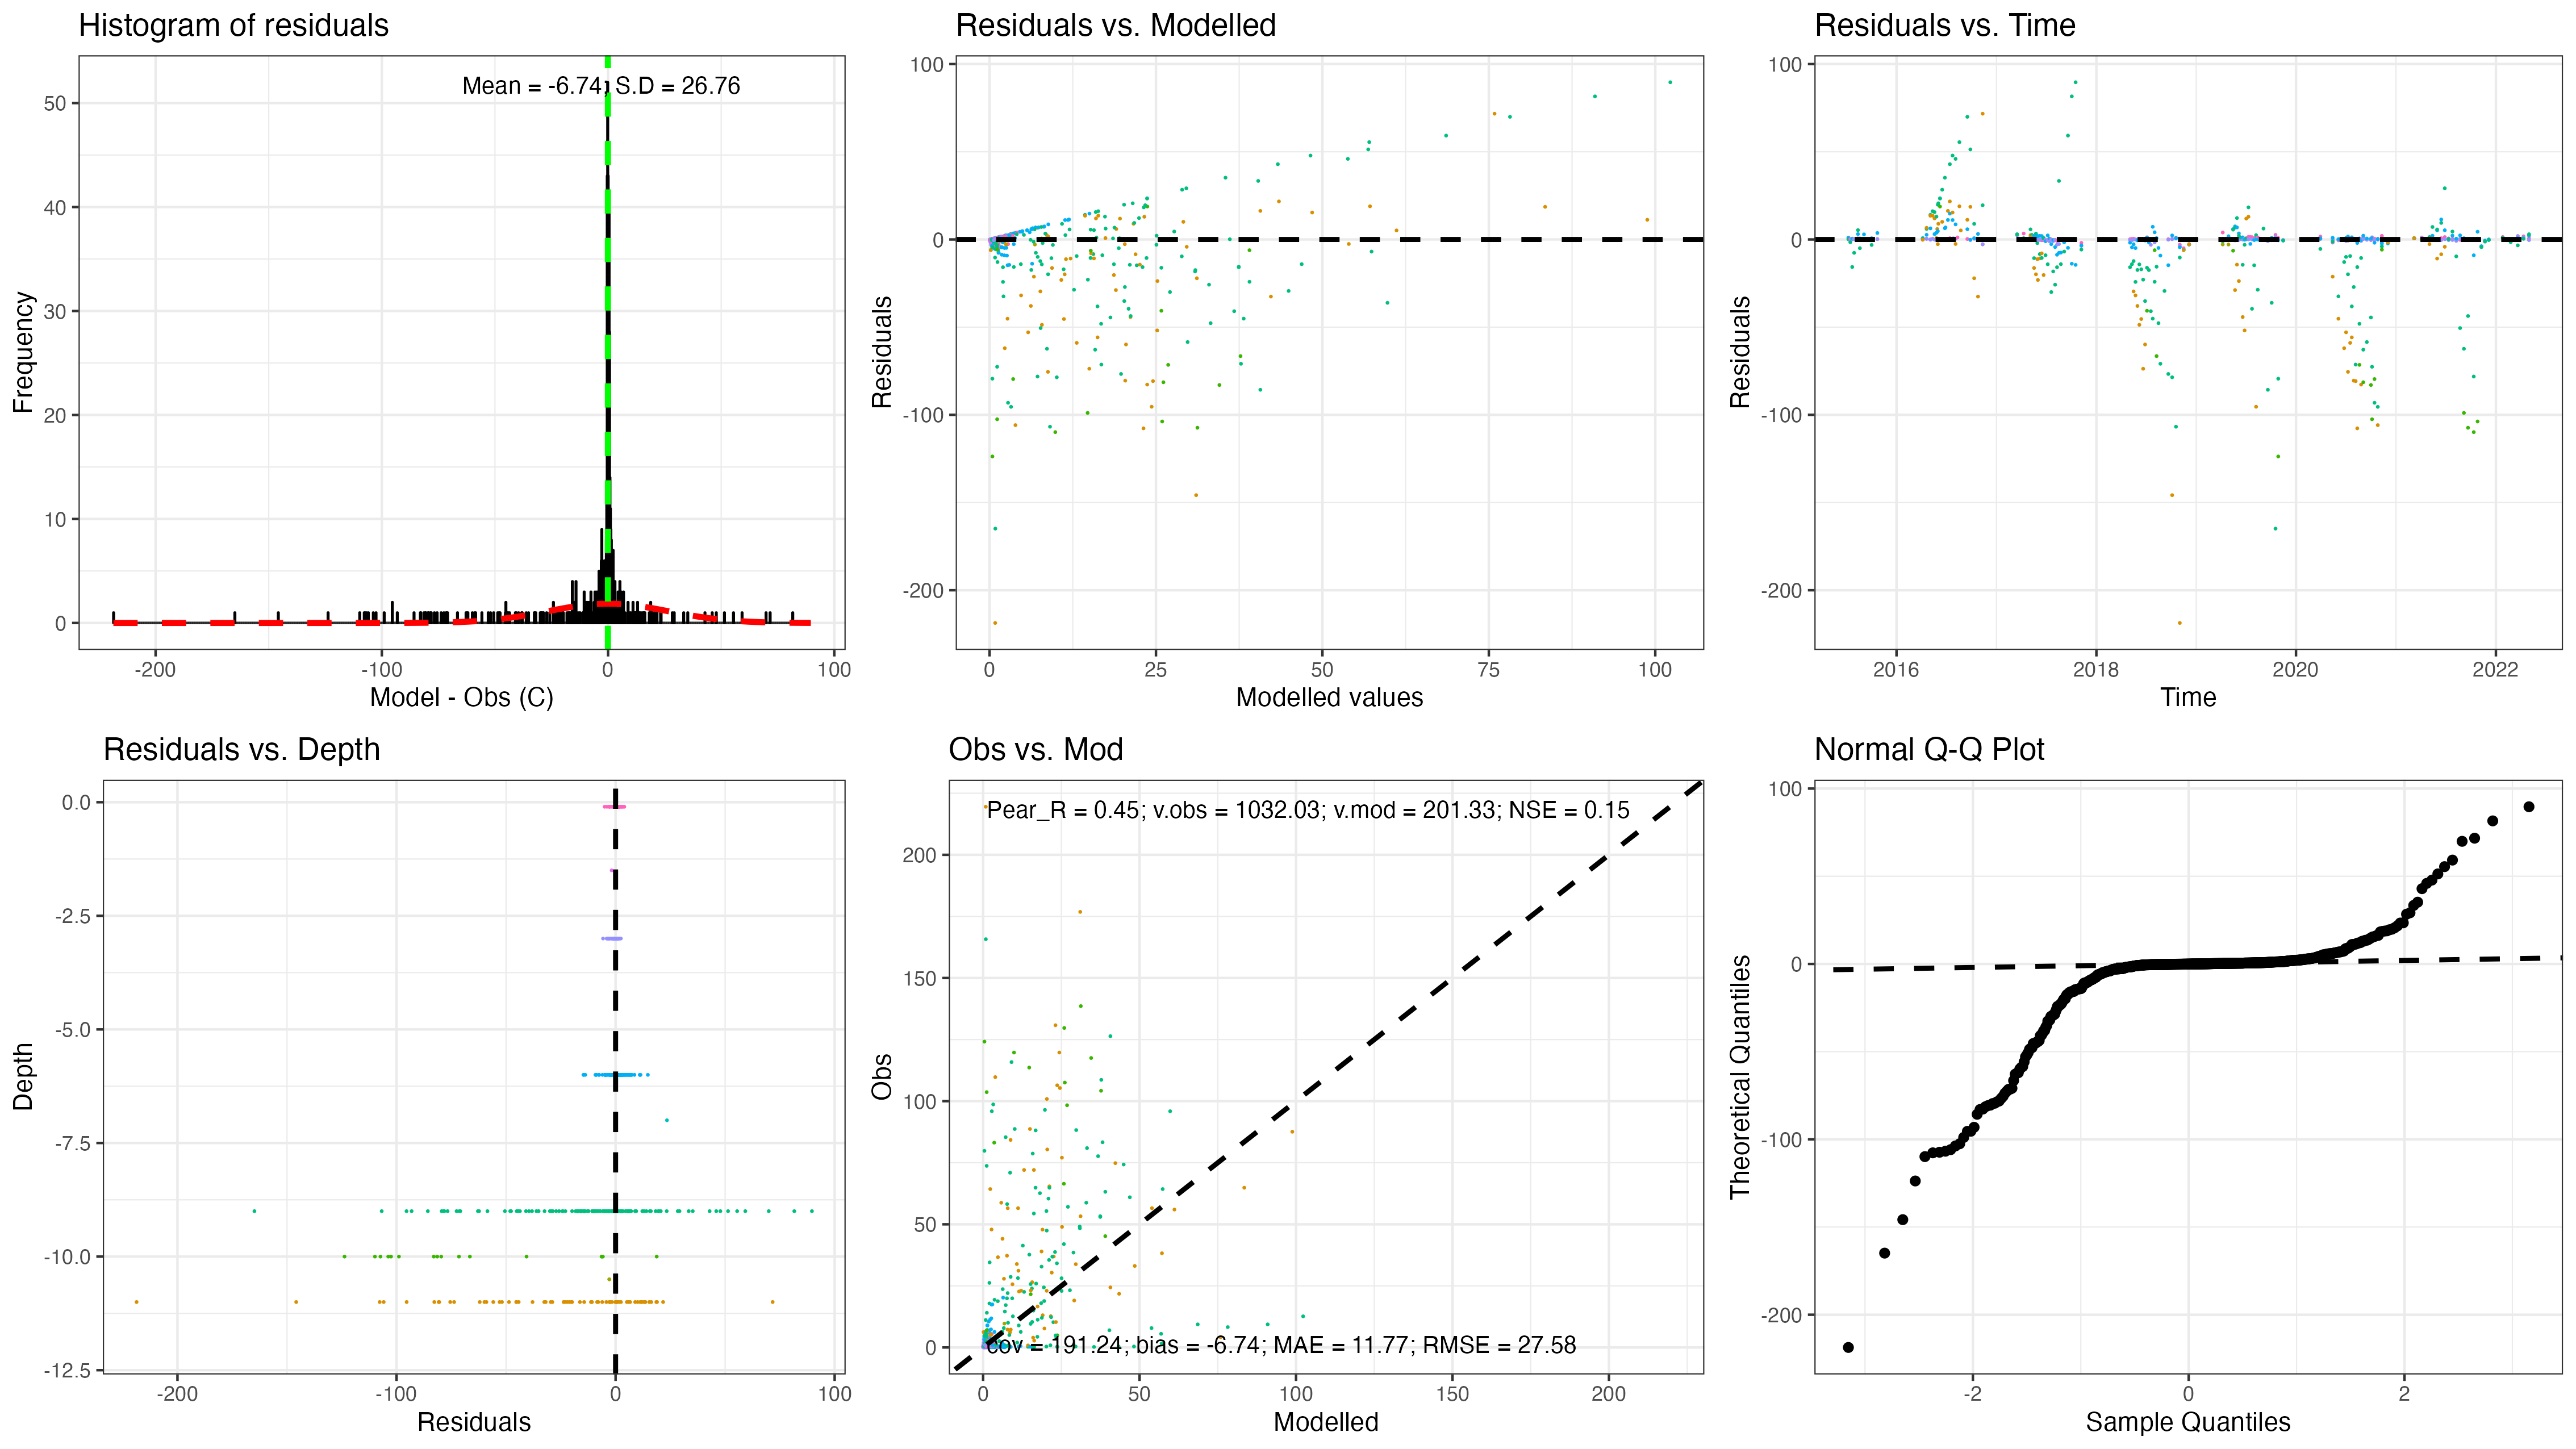 Histogram of residuals
Mean = -6.74; S.D = 26.76
50
40
30
20
10
0
Frequency
-200 -100 0 100
Model - Obs (C)
Residuals vs. Modelled
100
0
-100
-200
Residuals
0 25 50 75 100
Modelled values
Residuals vs. Time
100
0
-100
-200
Residuals
2016 2018 2020 2022
Time
Residuals vs. Depth
0.0
-2.5
-5.0
-7.5
-10.0
-12.5
Depth
-200 -100 0 100
Residuals
Obs vs. Mod
Pear_R = 0.45; v.obs = 1032.03; v.mod = 201.33; NSE = 0.15
200
150
100
50
0
Obs
cov = 191.24; bias = -6.74; MAE = 11.77; RMSE = 27.58
0 50 100 150 200
Modelled
Normal Q-Q Plot
100
0
-100
-200
Theoretical Quantiles
-2 0 2
Sample Quantiles